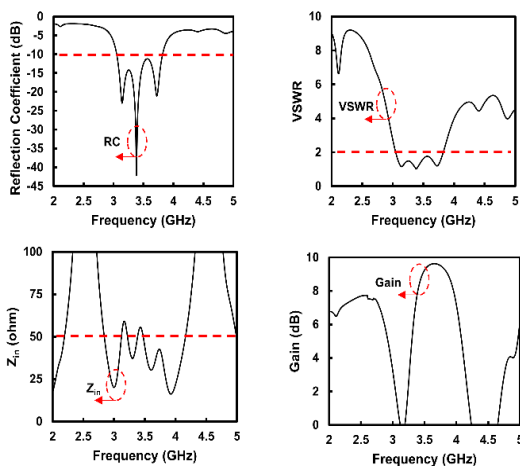 Reflection Coefficient (dB)
0
-5
-10
-15
-20
-25
-30
-35
-40
-45
RC
2 2.5 3 3.5 4 4.5 5
Frequency (GHz)
VSWR
10
8
6
4
2
0
VSWR
2 2.5 3 3.5 4 4.5 5
Frequency (GHz)
Zin (ohm)
100
75
50
25
0
Zin
2 2.5 3 3.5 4 4.5 5
Frequency (GHz)
Gain (dB)
10
8
6
4
2
0
Gain
2 2.5 3 3.5 4 4.5 5
Frequency (GHz)